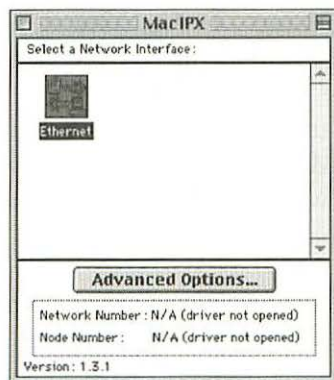 MacIPX
Select a Network Interface:
Ethernet
Advanced Options...
Network Number : N/A (driver not opened)
Node Number : N/A (driver not opened)
Version: 1.3.1